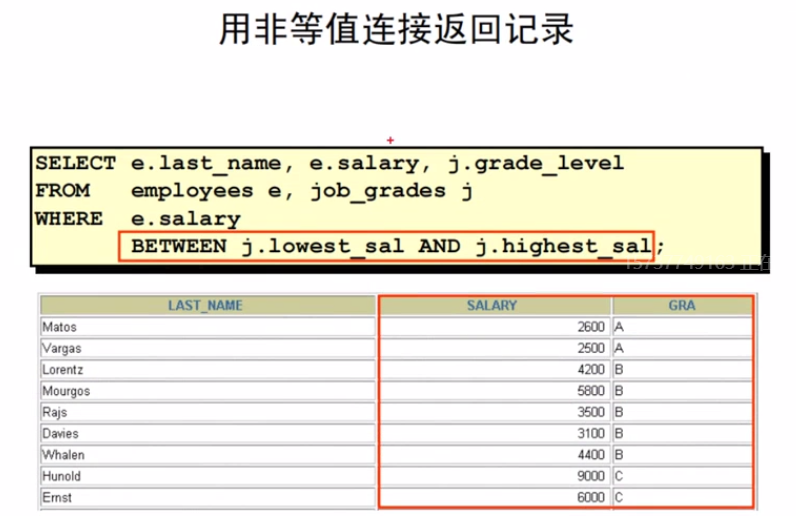 用非等值连接返回记录
SELECT e.last_name, e.salary, j.grade_level
FROM employees e, job_grades j
WHERE e.salary
BETWEEN j.lowest_sal AND j.highest_sal;
LAST_NAME SALARY GRA
Matos 2600 A
Vargas 2500 A
Lorentz 4200 B
Mourgos 5800 B
Rajs 3500 B
Davies 3100 B
Whalen 4400 B
Hunold 9000 C
Ernst 6000 C